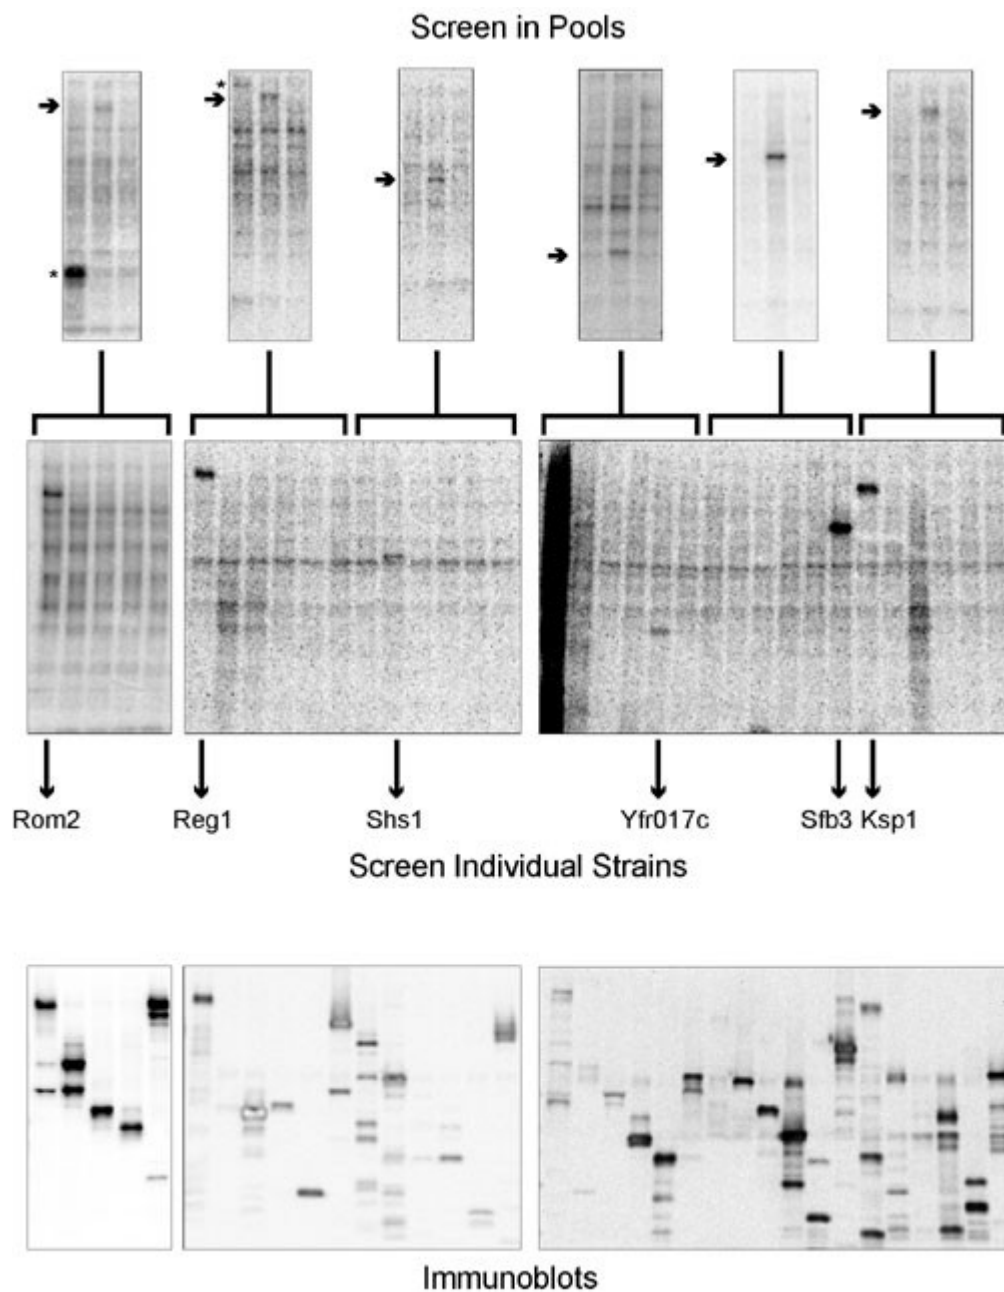 Screen in Pools
*
*
Rom2 Reg1 Shs1 Yfr017c Sfb3 Ksp1
Screen Individual Strains
Immunoblots